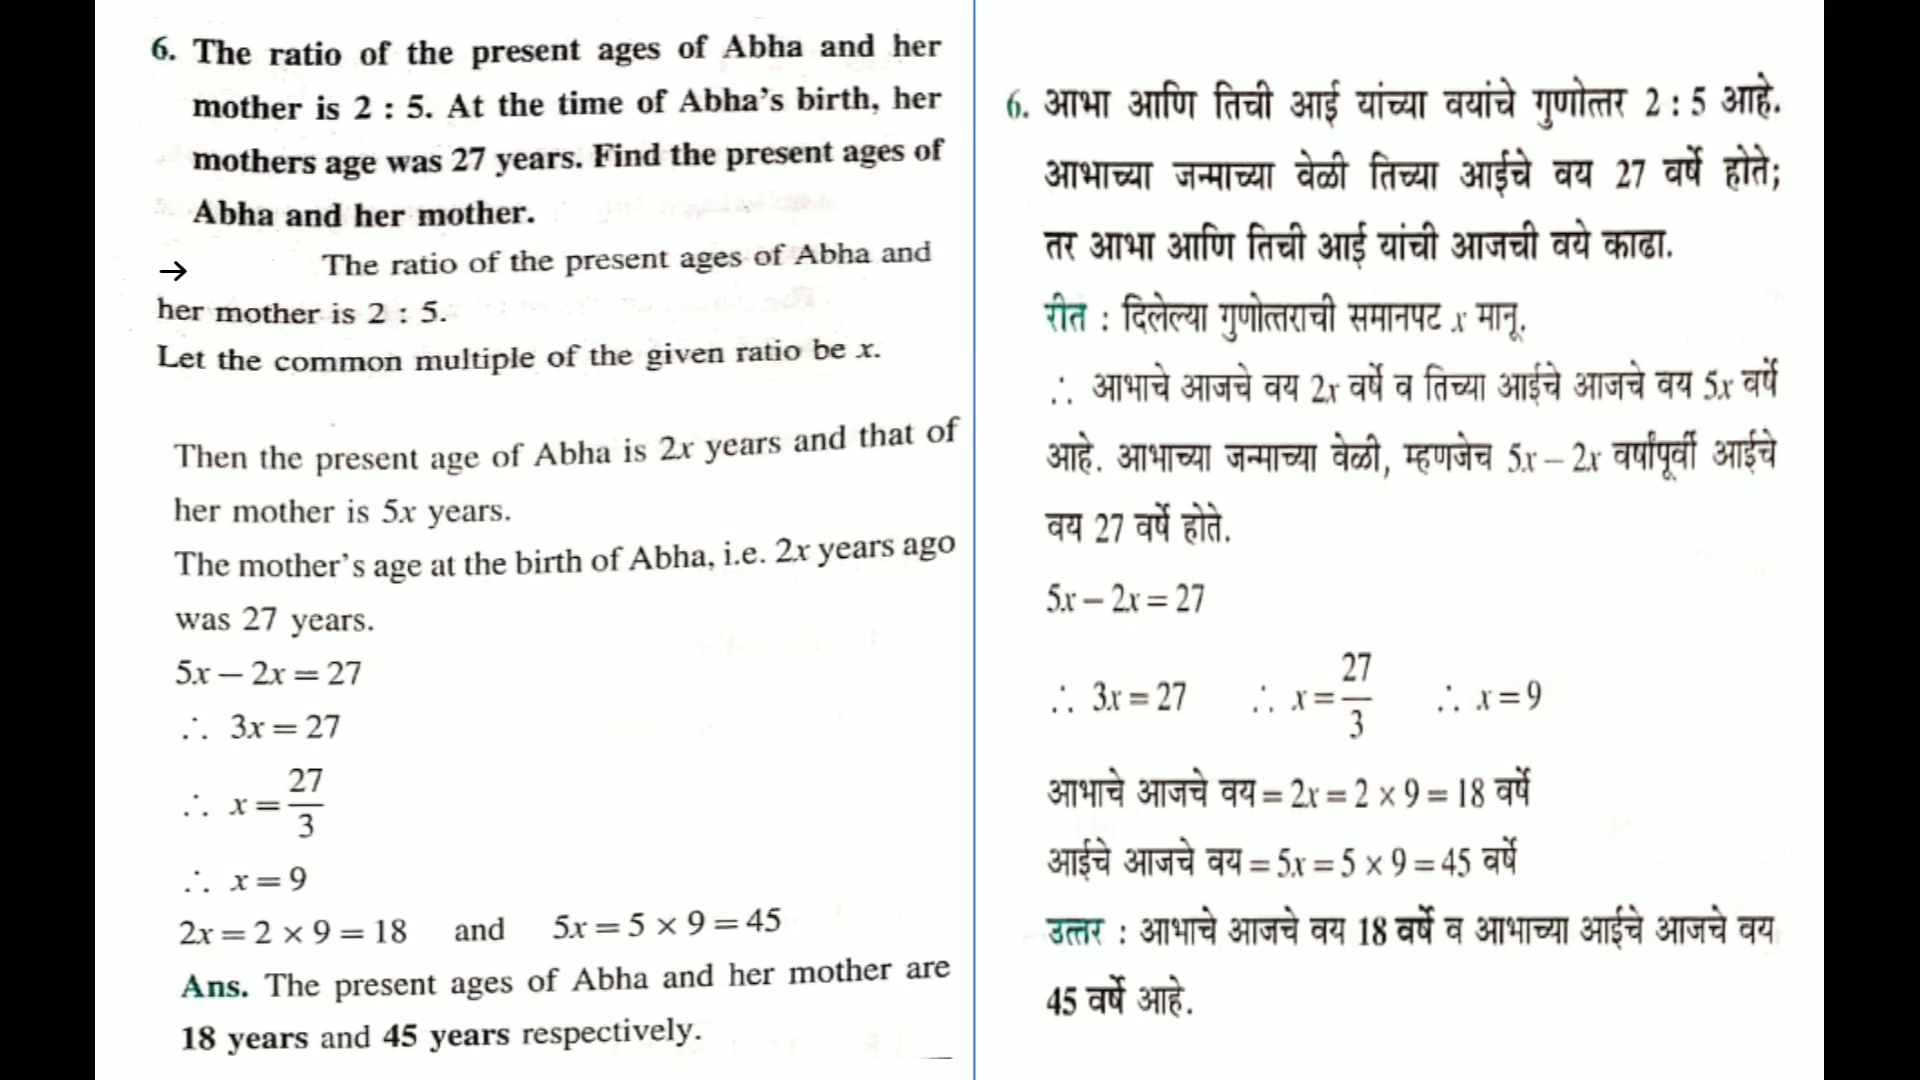 6. The ratio of the present ages of Abha and her
mother is 2 : 5. At the time of Abha's birth, her
mothers age was 27 years. Find the present ages of
Abha and her mother.
→ The ratio of the present ages of Abha and
her mother is 2 : 5.
Let the common multiple of the given ratio be x.
Then the present age of Abha is 2x years and that of
her mother is 5x years.
The mother's age at the birth of Abha, i.e. 2x years ago
was 27 years.
5x – 2x = 27
∴ 3x = 27
∴ x = 27/3
∴ x = 9
2x = 2 × 9 = 18 and 5x = 5 × 9 = 45
Ans. The present ages of Abha and her mother are
18 years and 45 years respectively.
6. आभा आणि तिची आई यांच्या वयांचे गुणोत्तर 2 : 5 आहे.
आभाच्या जन्माच्या वेळी तिच्या आईचे वय 27 वर्षे होते;
तर आभा आणि तिची आई यांची आजची वये काढा.
रीत : दिलेल्या गुणोत्तराची समानपट x मानू.
∴ आभाचे आजचे वय 2x वर्षे व तिच्या आईचे आजचे वय 5x वर्षे
आहे. आभाच्या जन्माच्या वेळी, म्हणजेच 5x – 2x वर्षांपूर्वी आईचे
वय 27 वर्षे होते.
5x – 2x = 27
∴ 3x = 27 ∴ x = 27/3 ∴ x = 9
आभाचे आजचे वय = 2x = 2 × 9 = 18 वर्षे
आईचे आजचे वय = 5x = 5 × 9 = 45 वर्षे
उत्तर : आभाचे आजचे वय 18 वर्षे व आभाच्या आईचे आजचे वय
45 वर्षे आहे.